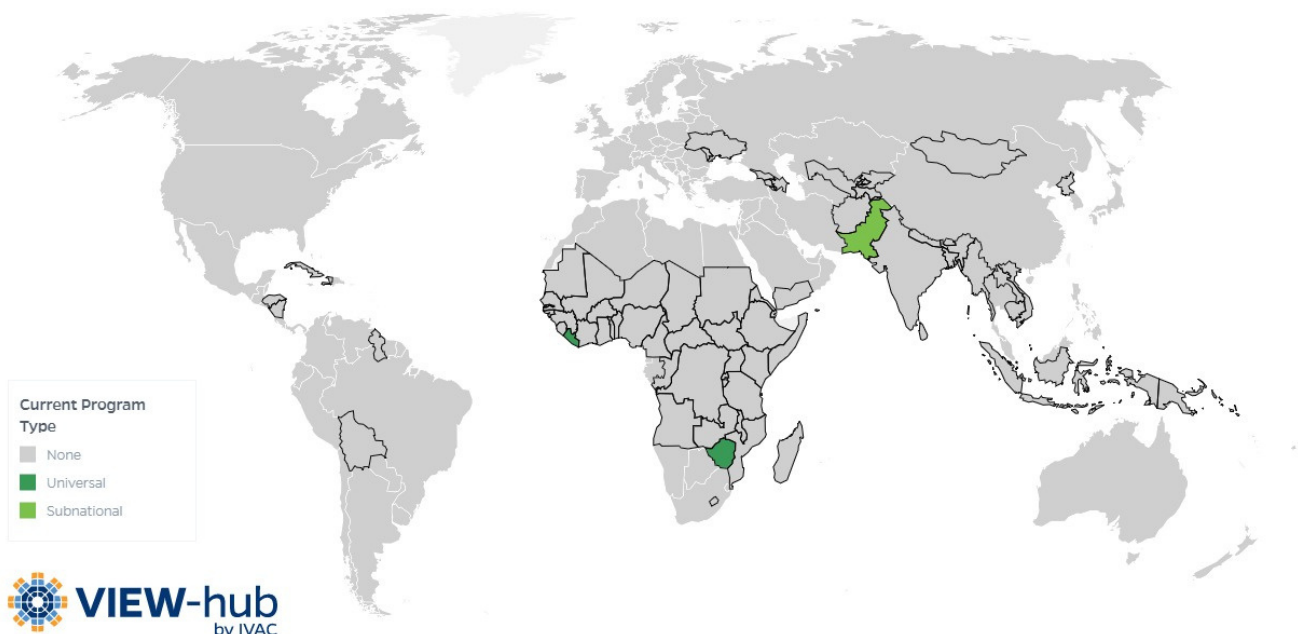 Current Program
Type
None
Universal
Subnational
VIEW-hub
by IVAC